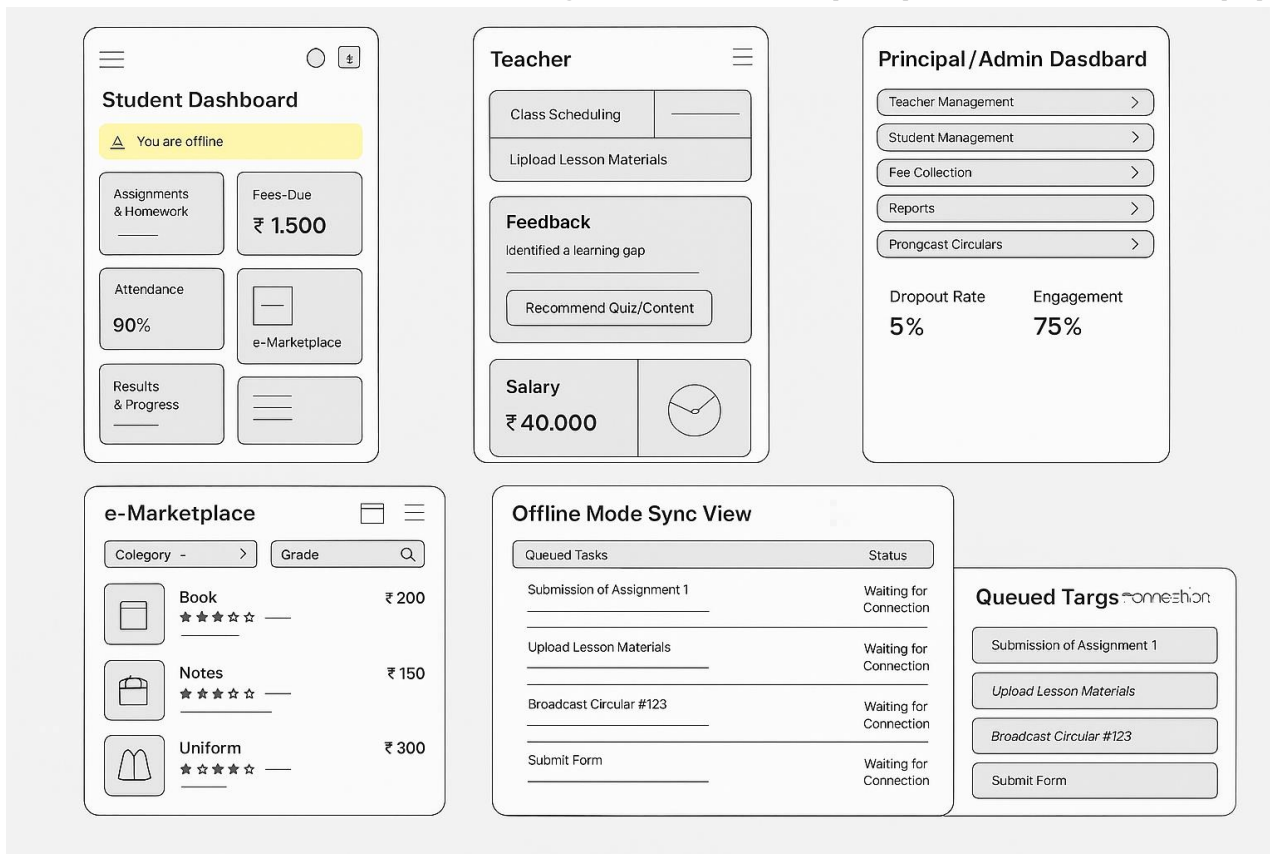 Student Dashboard
You are offline
Assignments
& Homework
Fees-Due
₹ 1.500
Attendance
90%
e-Marketplace
Results
& Progress
Teacher
Class Scheduling
Lipload Lesson Materials
Feedback
Identified a learning gap
Recommend Quiz/Content
Salary
₹ 40.000
Principal/Admin Dasdbard
Teacher Management
Student Management
Fee Collection
Reports
Prongcast Circulars
Dropout Rate
5%
Engagement
75%
e-Marketplace
Colegory -
Grade
Book
₹ 200
Notes
₹ 150
Uniform
₹ 300
Offline Mode Sync View
Queued Tasks
Status
Submission of Assignment 1
Waiting for
Connection
Upload Lesson Materials
Waiting for
Connection
Broadcast Circular #123
Waiting for
Connection
Submit Form
Waiting for
Connection
Queued Targs
Submission of Assignment 1
Upload Lesson Materials
Broadcast Circular #123
Submit Form